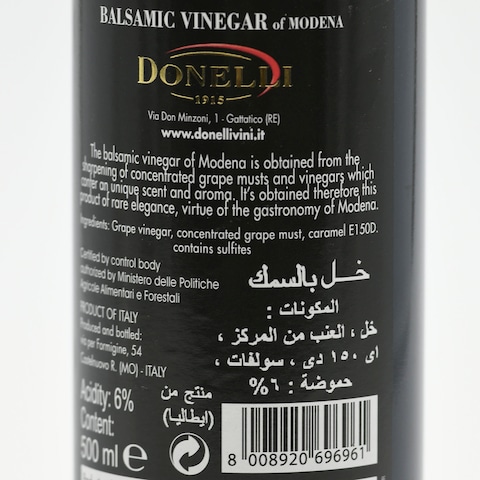 BALSAMIC VINEGAR of MODENA
DONELLI
1915
Via Don Minzoni, 1 - Gattatico (RE)
www.donellivini.it
The balsamic vinegar of Modena is obtained from the
sharpening of concentrated grape musts and vinegars which
confer an unique scent and aroma. It's obtained therefore this
product of rare elegance, virtue of the gastronomy of Modena.
Ingredients: Grape vinegar, concentrated grape must, caramel E150D.
contains sulfites
Certified by control body
authorized by Ministero delle Politiche
Agricole Alimentari e Forestali
PRODUCT OF ITALY
Produced and bottled:
via per Formigine, 54
Castelnuovo R. (MO) - ITALY
Acidity: 6%
Content:
500 ml e
خل بالسمك
المكونات :
خل ، العنب من المركز ،
اى ١٥٠ دى ، سولفات ،
حموضة : ٦%
منتج من
(ايطاليا)
8 008920 696961